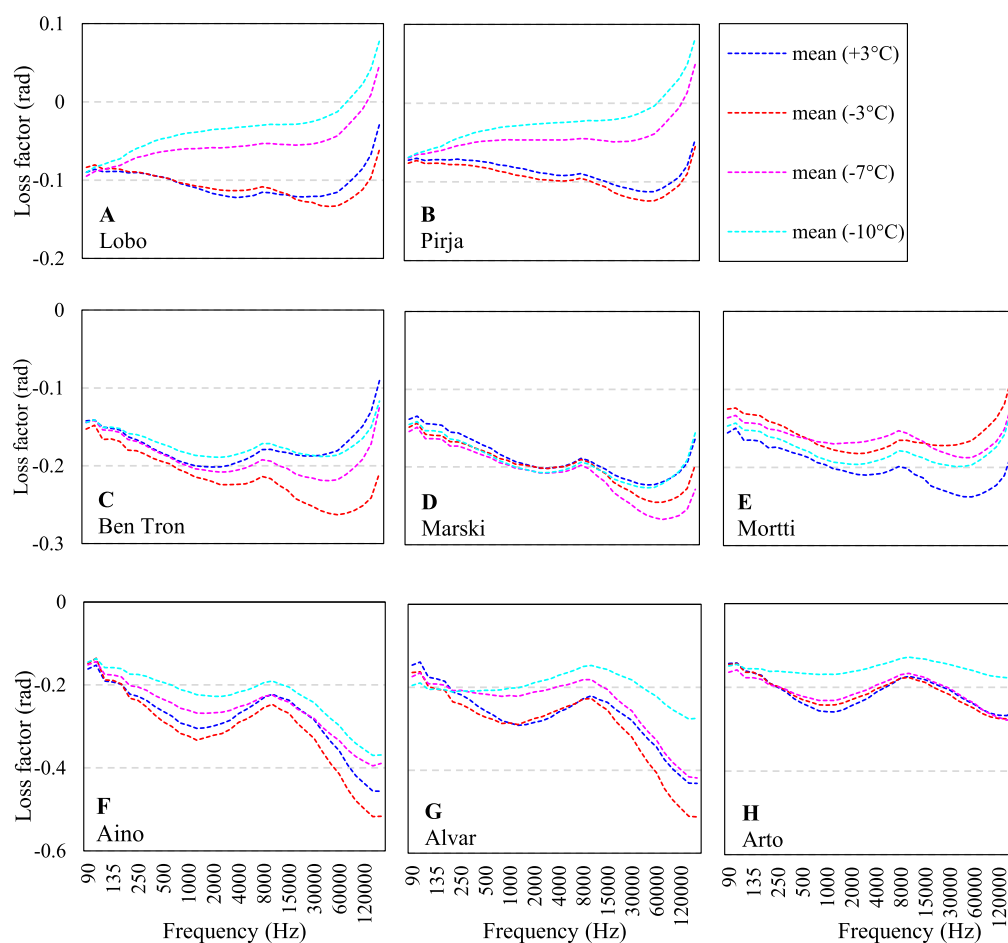 0.1
0
-0.1
-0.2
Loss factor (rad)
A
Lobo
B
Pirja
mean (+3°C)
mean (-3°C)
mean (-7°C)
mean (-10°C)
0
-0.1
-0.2
-0.3
Loss factor (rad)
C
Ben Tron
D
Marski
E
Mortti
0
-0.2
-0.4
-0.6
Loss factor (rad)
F
Aino
G
Alvar
H
Arto
90 135 250 500 1000 2000 4000 8000 15000 30000 60000 120000
90 135 250 500 1000 2000 4000 8000 15000 30000 60000 120000
90 135 250 500 1000 2000 4000 8000 15000 30000 60000 120000
Frequency (Hz)
Frequency (Hz)
Frequency (Hz)